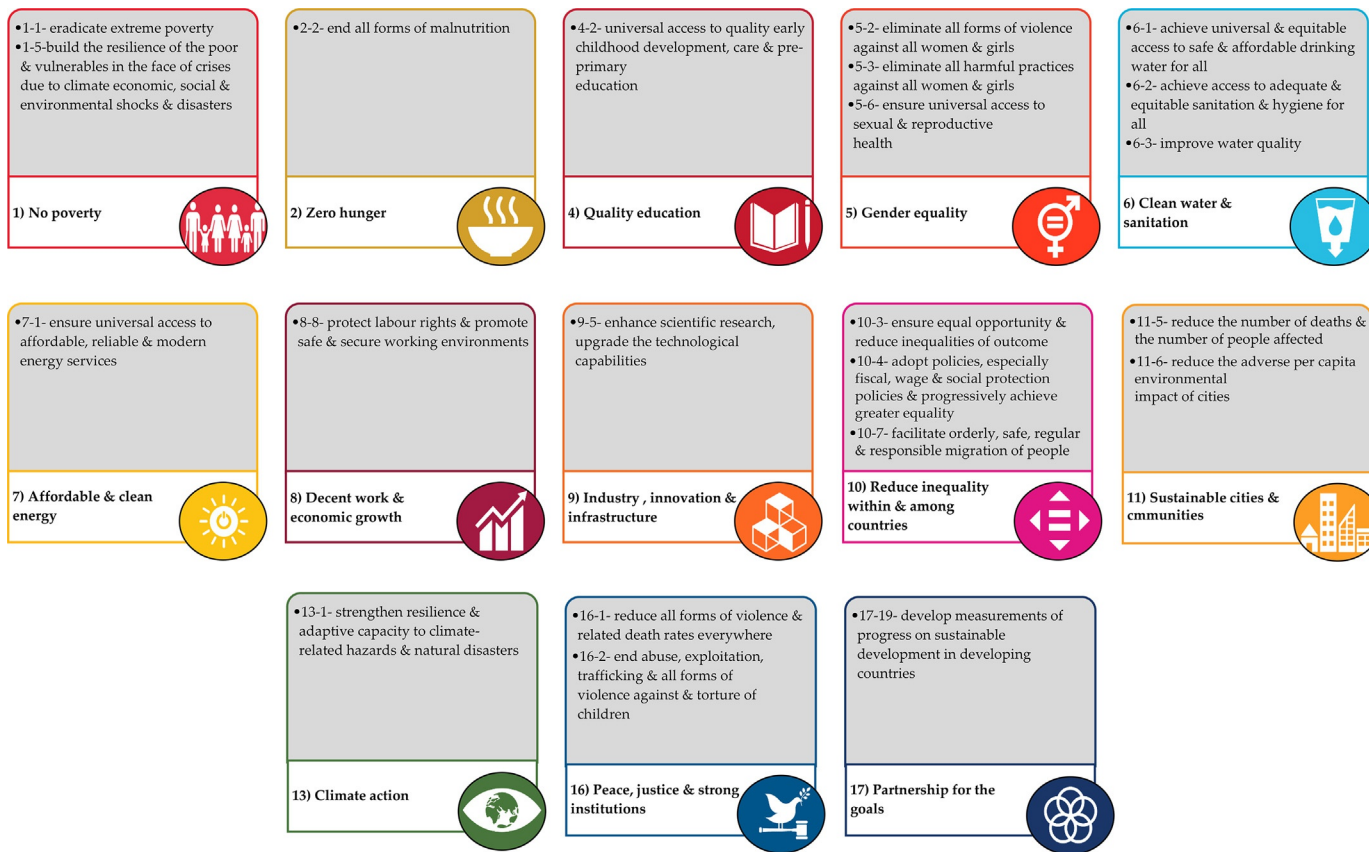 •1-1- eradicate extreme poverty
•1-5-build the resilience of the poor
& vulnerables in the face of crises
due to climate economic, social &
environmental shocks & disasters
1) No poverty
•2-2- end all forms of malnutrition
2) Zero hunger
•4-2- universal access to quality early
childhood development, care & pre-
primary
education
4) Quality education
•5-2- eliminate all forms of violence
against all women & girls
•5-3- eliminate all harmful practices
against all women & girls
•5-6- ensure universal access to
sexual & reproductive
health
5) Gender equality
•6-1- achieve universal & equitable
access to safe & affordable drinking
water for all
•6-2- achieve access to adequate &
equitable sanitation & hygiene for
all
•6-3- improve water quality
6) Clean water &
sanitation
•7-1- ensure universal access to
affordable, reliable & modern
energy services
7) Affordable & clean
energy
•8-8- protect labour rights & promote
safe & secure working environments
8) Decent work &
economic growth
•9-5- enhance scientific research,
upgrade the technological
capabilities
9) Industry , innovation &
infrastructure
•10-3- ensure equal opportunity &
reduce inequalities of outcome
•10-4- adopt policies, especially
fiscal, wage & social protection
policies & progressively achieve
greater equality
•10-7- facilitate orderly, safe, regular
& responsible migration of people
10) Reduce inequality
within & among
countries
•11-5- reduce the number of deaths &
the number of people affected
•11-6- reduce the adverse per capita
environmental
impact of cities
11) Sustainable cities &
cmmunities
•13-1- strengthen resilience &
adaptive capacity to climate-
related hazards & natural disasters
13) Climate action
•16-1- reduce all forms of violence &
related death rates everywhere
•16-2- end abuse, exploitation,
trafficking & all forms of
violence against & torture of
children
16) Peace, justice & strong
institutions
•17-19- develop measurements of
progress on sustainable
development in developing
countries
17) Partnership for the
goals